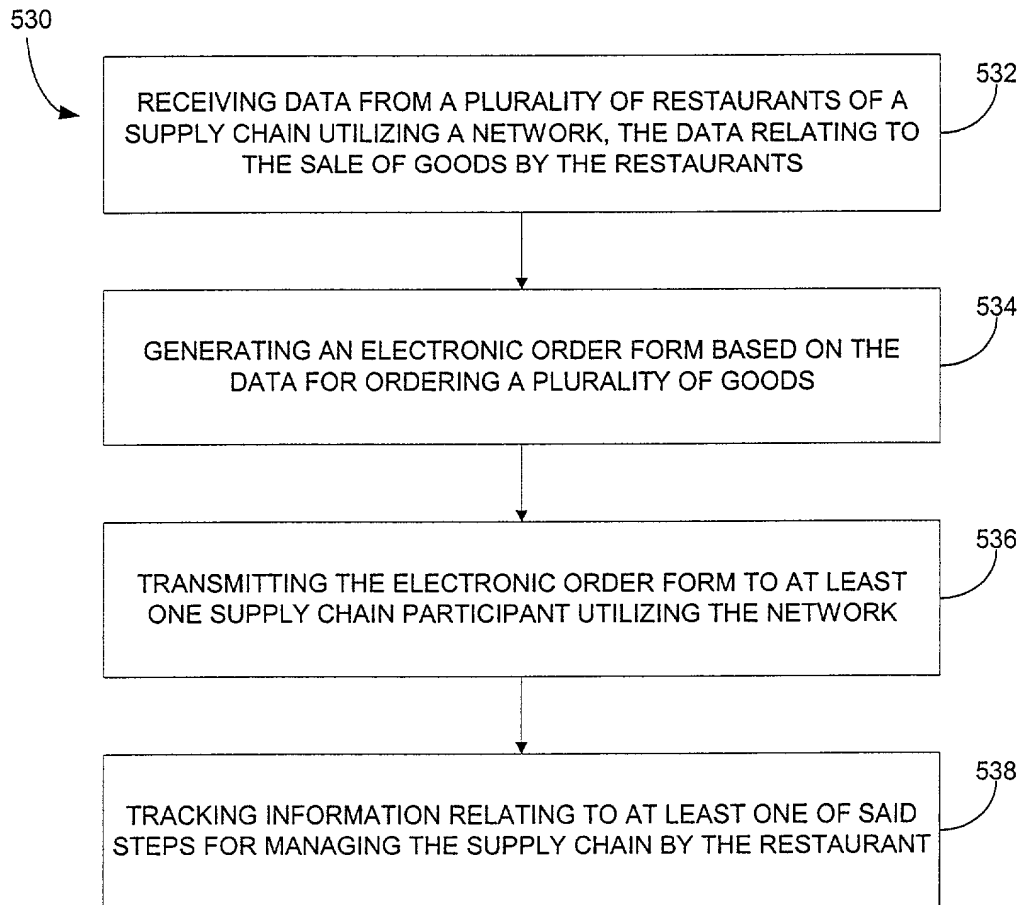 530
532
RECEIVING DATA FROM A PLURALITY OF RESTAURANTS OF A
SUPPLY CHAIN UTILIZING A NETWORK, THE DATA RELATING TO
THE SALE OF GOODS BY THE RESTAURANTS
534
GENERATING AN ELECTRONIC ORDER FORM BASED ON THE
DATA FOR ORDERING A PLURALITY OF GOODS
536
TRANSMITTING THE ELECTRONIC ORDER FORM TO AT LEAST
ONE SUPPLY CHAIN PARTICIPANT UTILIZING THE NETWORK
538
TRACKING INFORMATION RELATING TO AT LEAST ONE OF SAID
STEPS FOR MANAGING THE SUPPLY CHAIN BY THE RESTAURANT